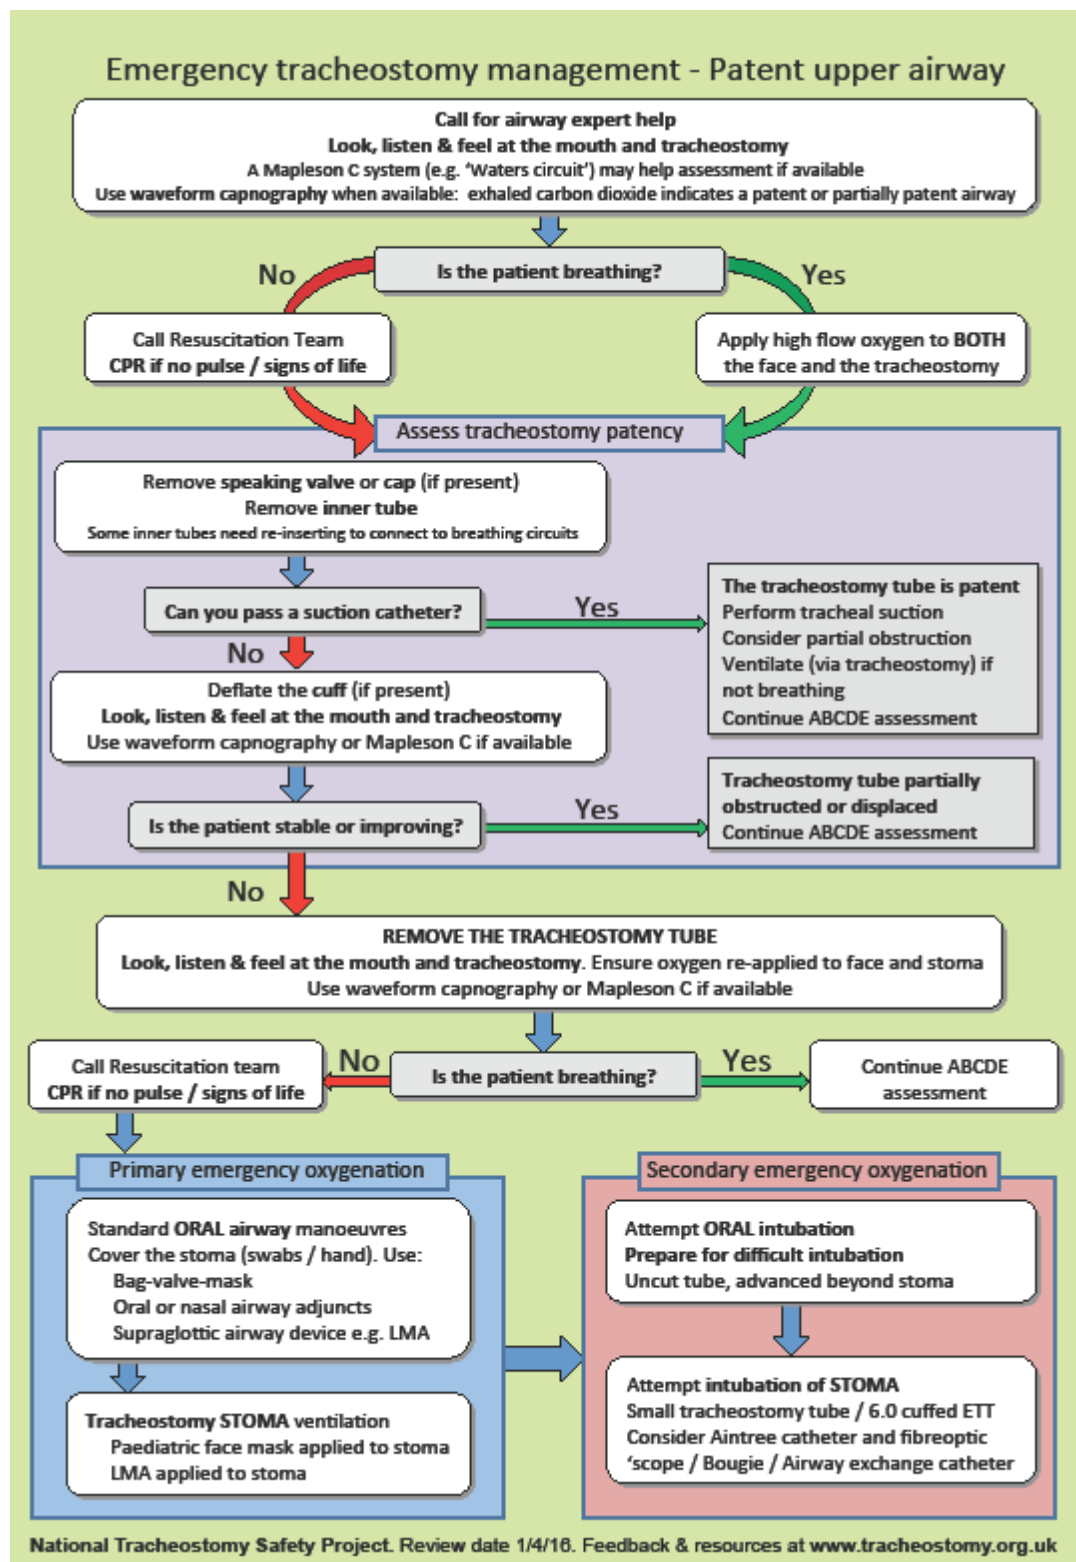 Emergency tracheostomy management - Patent upper airway
Call for airway expert help
Look, listen & feel at the mouth and tracheostomy
A Mapleson C system (e.g. ‘Waters circuit’) may help assessment if available
Use waveform capnography when available: exhaled carbon dioxide indicates a patent or partially patent airway
No
Is the patient breathing?
Yes
Call Resuscitation Team
CPR if no pulse / signs of life
Apply high flow oxygen to BOTH
the face and the tracheostomy
Assess tracheostomy patency
Remove speaking valve or cap (if present)
Remove inner tube
Some inner tubes need re-inserting to connect to breathing circuits
Can you pass a suction catheter?
Yes
The tracheostomy tube is patent
Perform tracheal suction
Consider partial obstruction
Ventilate (via tracheostomy) if
not breathing
Continue ABCDE assessment
No
Deflate the cuff (if present)
Look, listen & feel at the mouth and tracheostomy
Use waveform capnography or Mapleson C if available
Is the patient stable or improving?
Yes
Tracheostomy tube partially
obstructed or displaced
Continue ABCDE assessment
No
REMOVE THE TRACHEOSTOMY TUBE
Look, listen & feel at the mouth and tracheostomy. Ensure oxygen re-applied to face and stoma
Use waveform capnography or Mapleson C if available
Call Resuscitation team
CPR if no pulse / signs of life
No
Is the patient breathing?
Yes
Continue ABCDE
assessment
Primary emergency oxygenation
Standard ORAL airway manoeuvres
Cover the stoma (swabs / hand). Use:
Bag-valve-mask
Oral or nasal airway adjuncts
Supraglottic airway device e.g. LMA
Tracheostomy STOMA ventilation
Paediatric face mask applied to stoma
LMA applied to stoma
Secondary emergency oxygenation
Attempt ORAL intubation
Prepare for difficult intubation
Uncut tube, advanced beyond stoma
Attempt intubation of STOMA
Small tracheostomy tube / 6.0 cuffed ETT
Consider Aintree catheter and fibreoptic
‘scope / Bougie / Airway exchange catheter
National Tracheostomy Safety Project. Review date 1/4/16. Feedback & resources at www.tracheostomy.org.uk